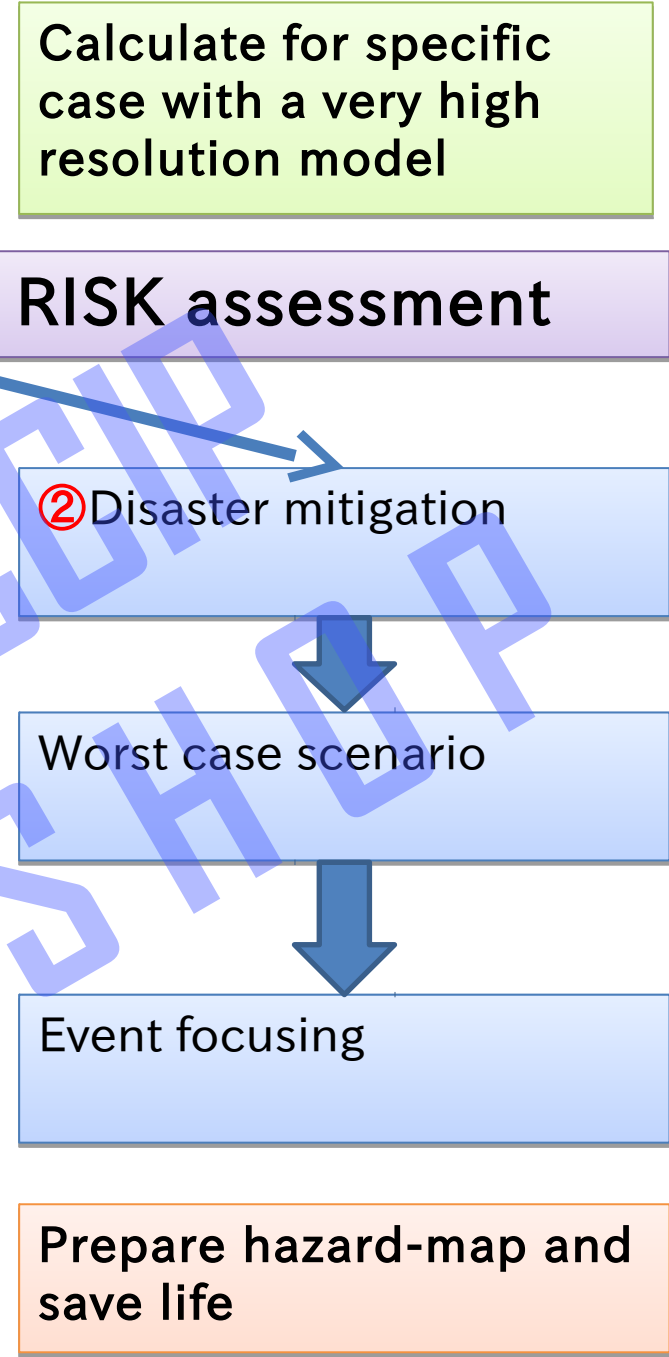 Calculate for specific
case with a very high
resolution model
RISK assessment
②Disaster mitigation
Worst case scenario
Event focusing
Prepare hazard-map and
save life
SHOP